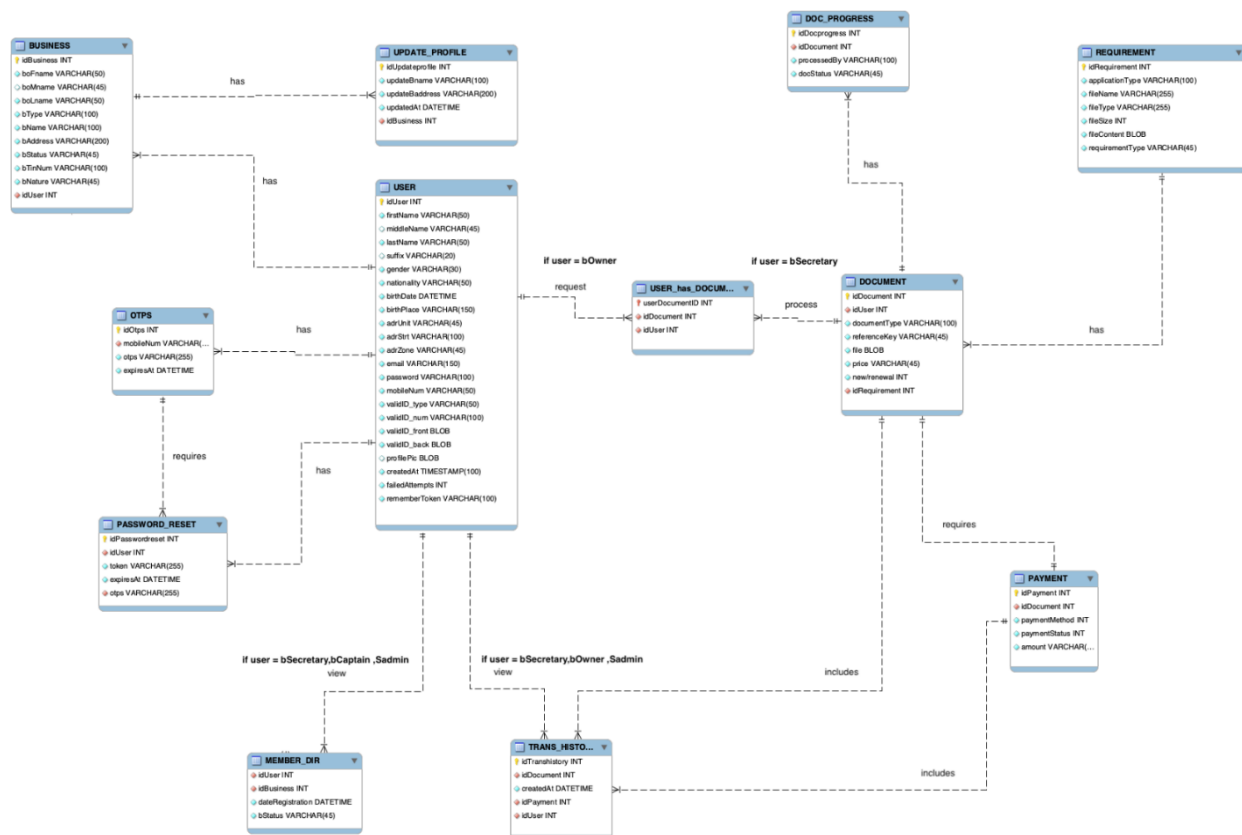 BUSINESS
idBusiness INT
boFname VARCHAR(50)
boMname VARCHAR(45)
boLname VARCHAR(50)
bType VARCHAR(100)
bName VARCHAR(100)
bAddress VARCHAR(200)
bStatus VARCHAR(45)
bTinNum VARCHAR(100)
bNature VARCHAR(45)
idUser INT
has
UPDATE_PROFILE
idUpdateprofile INT
updateBname VARCHAR(100)
updateBaddress VARCHAR(200)
updatedAt DATETIME
idBusiness INT
DOC_PROGRESS
idDocprogress INT
idDocument INT
processedBy VARCHAR(100)
docStatus VARCHAR(45)
REQUIREMENT
idRequirement INT
applicationType VARCHAR(100)
fileName VARCHAR(255)
fileType VARCHAR(255)
fileSize INT
fileContent BLOB
requirementType VARCHAR(45)
has
has
USER
idUser INT
firstName VARCHAR(50)
middleName VARCHAR(45)
lastName VARCHAR(50)
suffix VARCHAR(20)
gender VARCHAR(30)
nationality VARCHAR(50)
birthDate DATETIME
birthPlace VARCHAR(150)
adrUnit VARCHAR(45)
adrStrt VARCHAR(100)
adrZone VARCHAR(45)
email VARCHAR(150)
password VARCHAR(100)
mobileNum VARCHAR(50)
validID_type VARCHAR(50)
validID_num VARCHAR(100)
validID_front BLOB
validID_back BLOB
profilePic BLOB
createdAt TIMESTAMP(100)
failedAttempts INT
rememberToken VARCHAR(100)
if user = bOwner
request
USER_has_DOCUM...
userDocumentID INT
idDocument INT
idUser INT
if user = bSecretary
process
DOCUMENT
idDocument INT
idUser INT
documentType VARCHAR(100)
referenceKey VARCHAR(45)
file BLOB
price VARCHAR(45)
new/renewal INT
idRequirement INT
has
OTPS
idOtps INT
mobileNum VARCHAR(...
otps VARCHAR(255)
expiresAt DATETIME
has
requires
has
PASSWORD_RESET
idPasswordreset INT
idUser INT
token VARCHAR(255)
expiresAt DATETIME
otps VARCHAR(255)
requires
PAYMENT
idPayment INT
idDocument INT
paymentMethod INT
paymentStatus INT
amount VARCHAR(...
if user = bSecretary,bCaptain ,Sadmin
view
if user = bSecretary,bOwner ,Sadmin
view
includes
MEMBER_DIR
idUser INT
idBusiness INT
dateRegistration DATETIME
bStatus VARCHAR(45)
TRANS_HISTO...
idTranshistory INT
idDocument INT
createdAt DATETIME
idPayment INT
idUser INT
includes